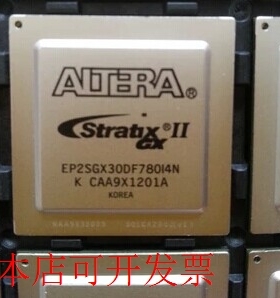 ALTERA®
Stratix II
GX
EP2SGX30DF780I4N
K CAA9X1201A
KOREA
本店可开发票